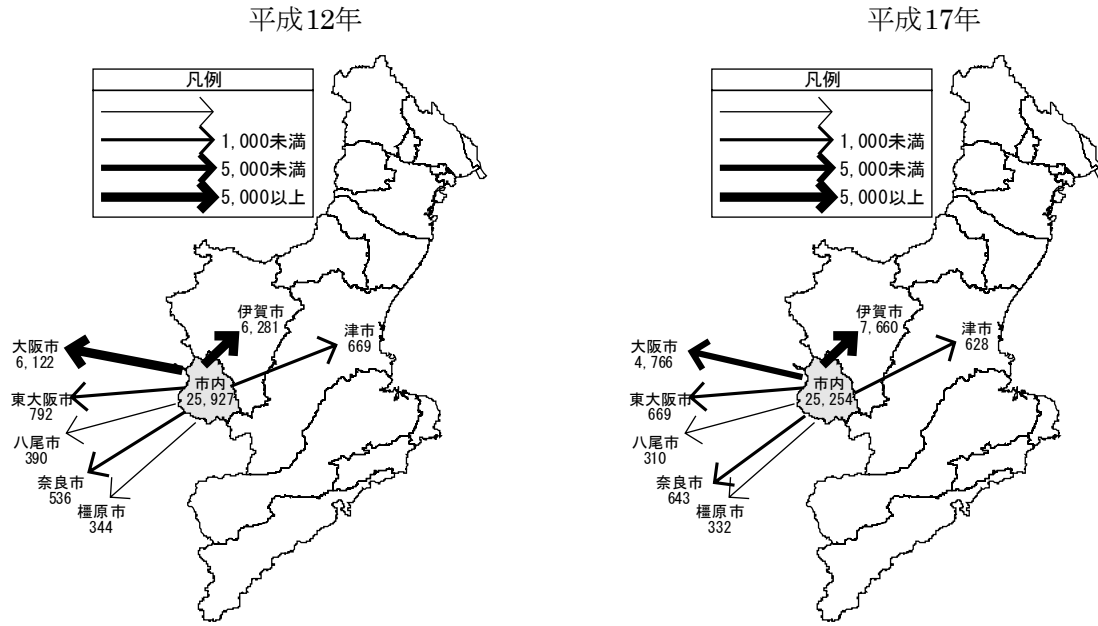 平成12年
凡例
1,000未満
5,000未満
5,000以上
伊賀市
6,281
津市
669
大阪市
6,122
市内
25,927
東大阪市
792
八尾市
390
奈良市
536
橿原市
344
平成17年
凡例
1,000未満
5,000未満
5,000以上
伊賀市
7,660
津市
628
大阪市
4,766
市内
25,254
東大阪市
669
八尾市
310
奈良市
643
橿原市
332